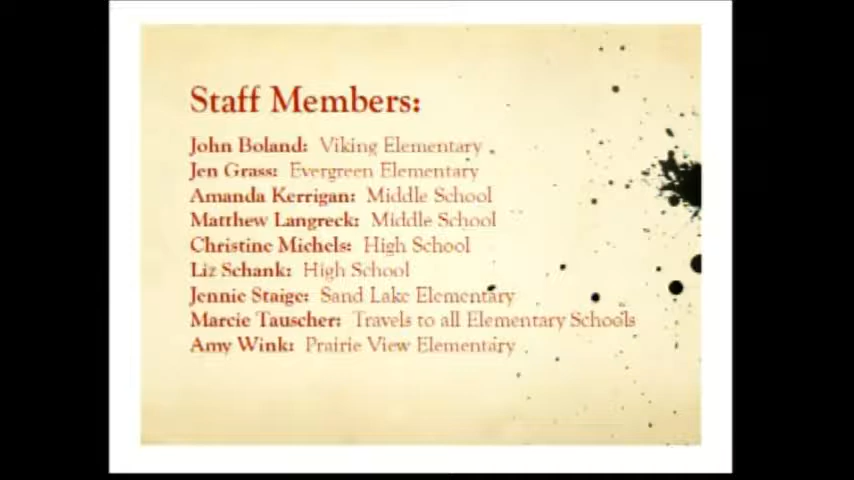 Staff Members:
John Boland: Viking Elementary
Jen Grass: Evergreen Elementary
Amanda Kerrigan: Middle School
Matthew Langreck: Middle School
Christine Michels: High School
Liz Schank: High School
Jennie Staige: Sand Lake Elementary
Marcie Tauscher: Travels to all Elementary Schools
Amy Wink: Prairie View Elementary